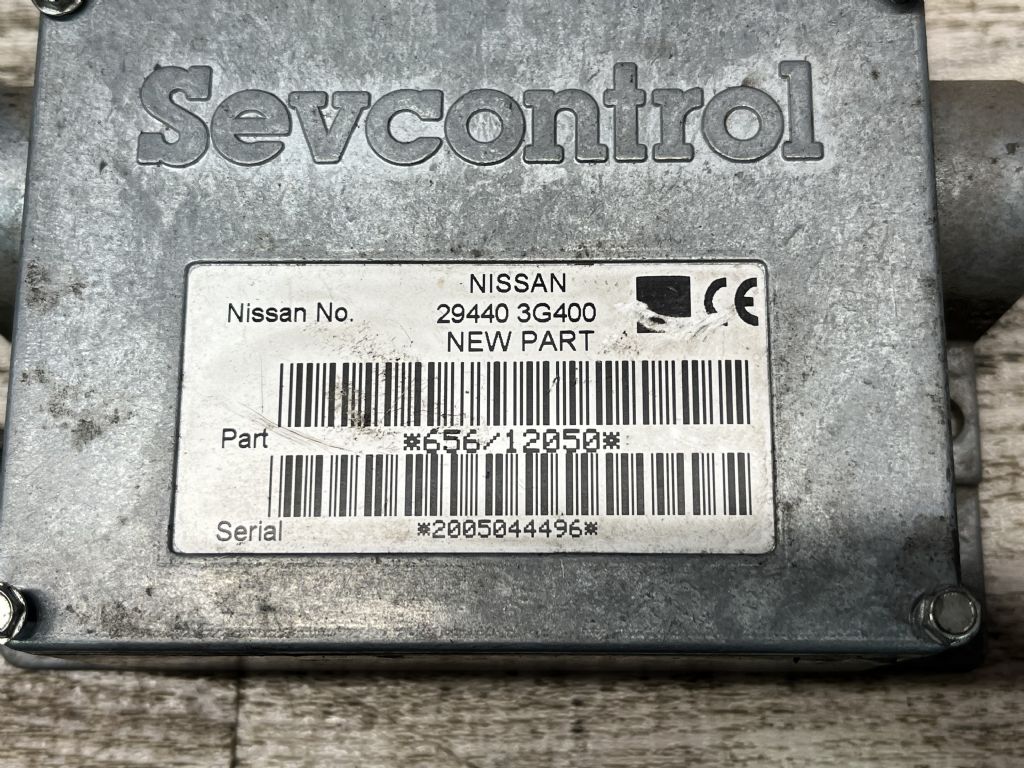 Sevcontrol
NISSAN
Nissan No. 29440 3G400
NEW PART
Part *656/12050*
Serial *2005044496*
CE